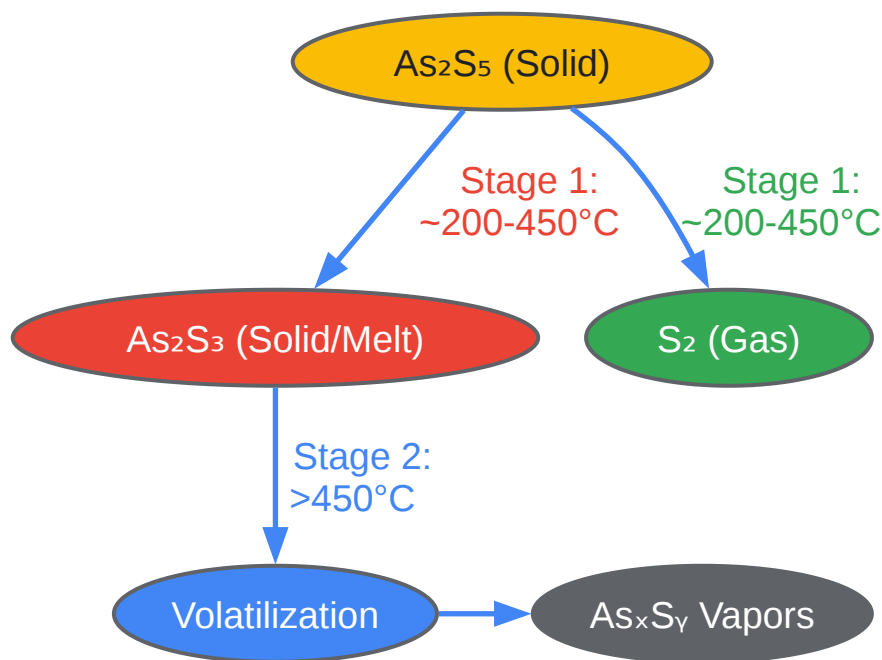 As₂S₅ (Solid)
Stage 1:
~200-450°C
Stage 1:
~200-450°C
As₂S₃ (Solid/Melt)
S₂ (Gas)
Stage 2:
>450°C
Volatilization
AsₓSᵧ Vapors